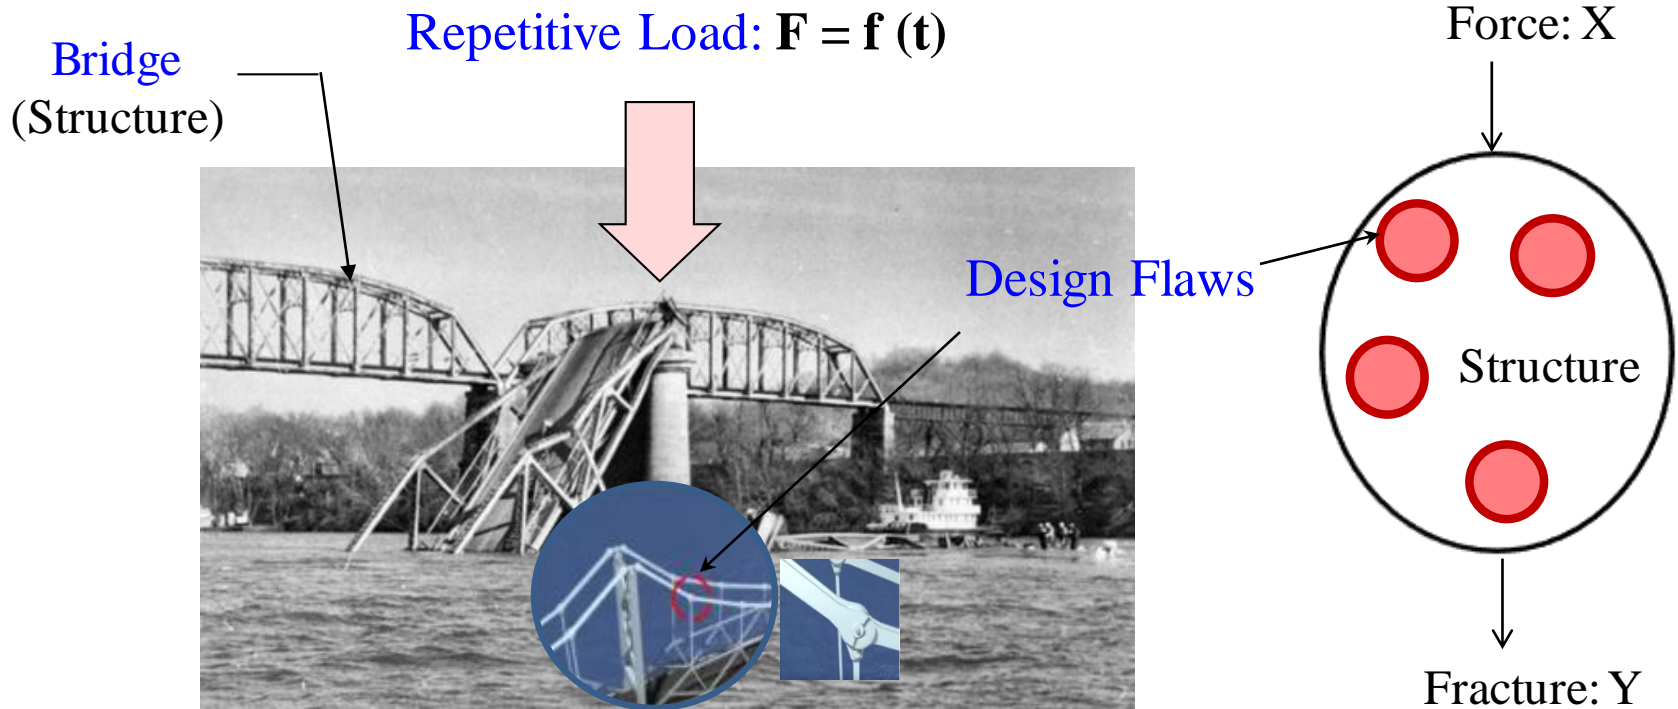 Repetitive Load: F = f (t)
Bridge
(Structure)
Force: X
Design Flaws
Structure
Fracture: Y